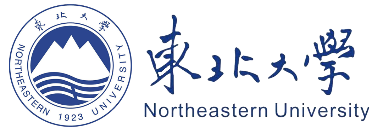 東北大學
NORTHEASTERN UNIVERSITY
1923
東北大學
Northeastern University